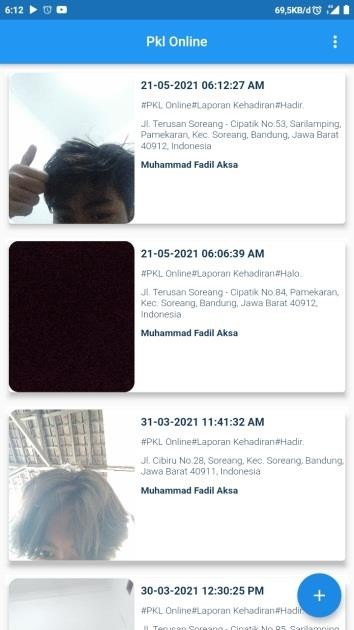 6:12
69,5KB/d
Pkl Online
21-05-2021 06:12:27 AM
#PKL Online#Laporan Kehadiran#Hadir.
Jl. Terusan Soreang - Cipatik No.53, Sarilamping,
Pamekaran, Kec. Soreang, Bandung, Jawa Barat
40912, Indonesia
Muhammad Fadil Aksa
21-05-2021 06:06:39 AM
#PKL Online#Laporan Kehadiran#Halo.
Jl. Terusan Soreang - Cipatik No.84, Pamekaran,
Kec. Soreang, Bandung, Jawa Barat 40912,
Indonesia
Muhammad Fadil Aksa
31-03-2021 11:41:32 AM
#PKL Online#Laporan Kehadiran#Hadir.
Jl. Cibiru No.28, Soreang, Kec. Soreang, Bandung,
Jawa Barat 40911, Indonesia
Muhammad Fadil Aksa
30-03-2021 12:30:25 PM
#PKL Online#Laporan Kehadiran#H
Jl. Terusan Soreang - Cipatik No.85, Sarilamping,